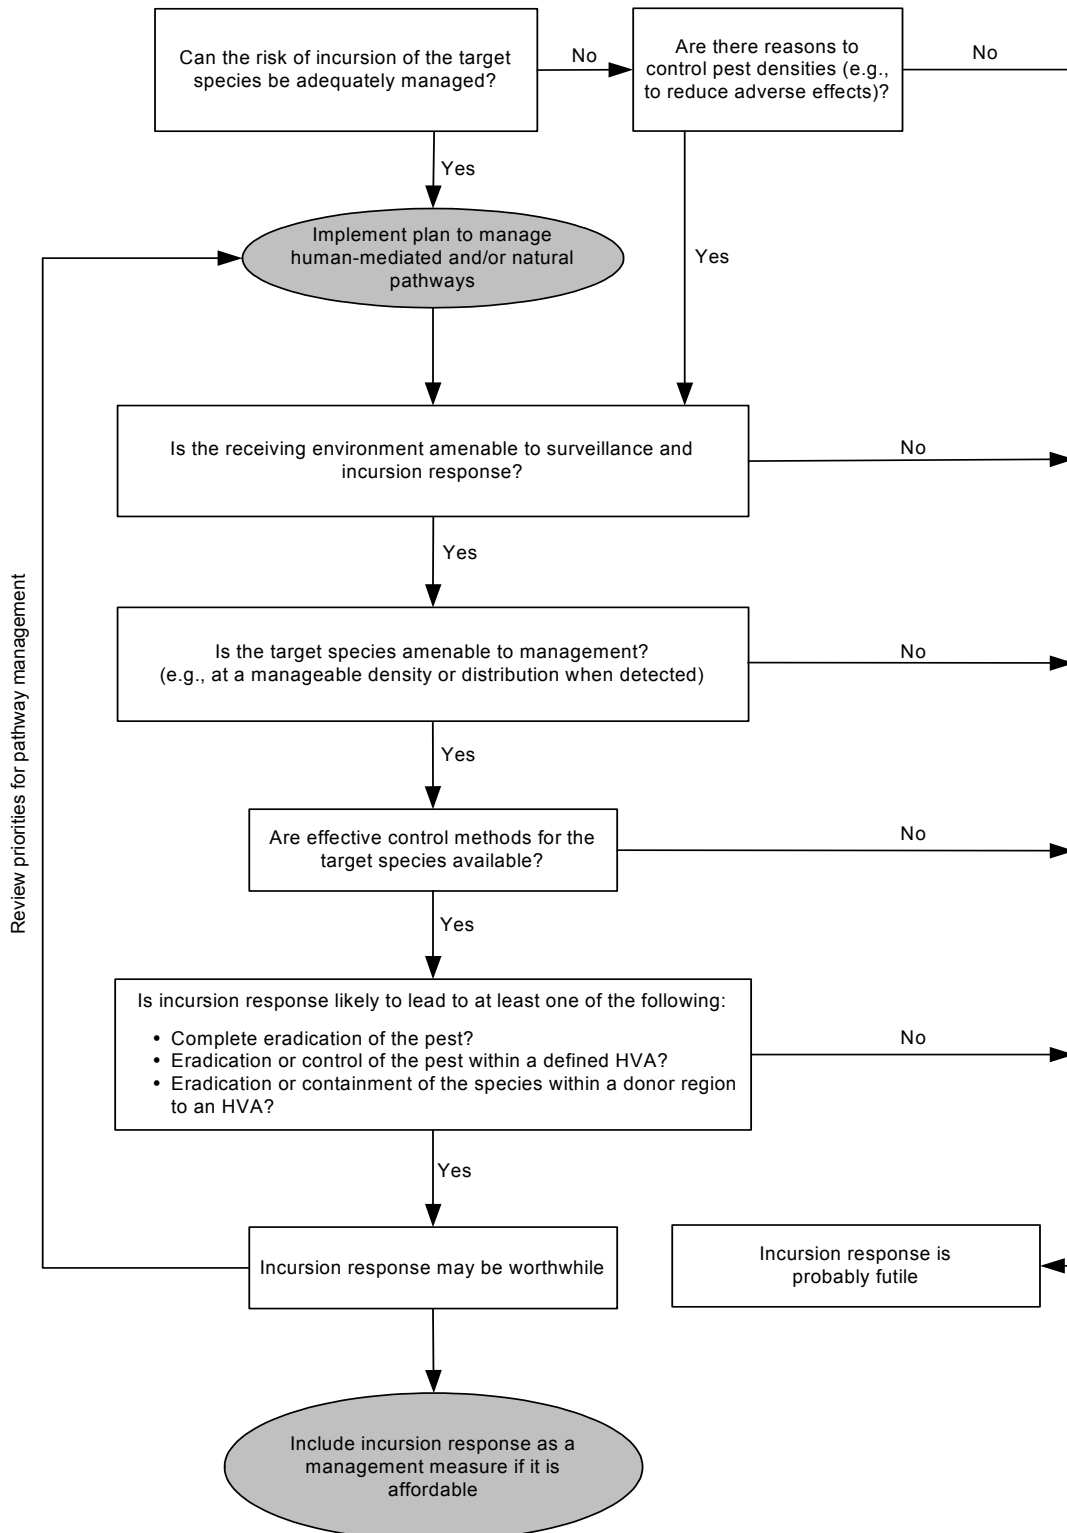 Can the risk of incursion of the target
species be adequately managed?
No
Are there reasons to
control pest densities (e.g.,
to reduce adverse effects)?
No
Yes
Implement plan to manage
human-mediated and/or natural
pathways
Yes
Is the receiving environment amenable to surveillance and
incursion response?
No
Yes
Is the target species amenable to management?
(e.g., at a manageable density or distribution when detected)
No
Yes
Review priorities for pathway management
Are effective control methods for the
target species available?
No
Yes
Is incursion response likely to lead to at least one of the following:
• Complete eradication of the pest?
• Eradication or control of the pest within a defined HVA?
• Eradication or containment of the species within a donor region
to an HVA?
No
Yes
Incursion response may be worthwhile
Incursion response is
probably futile
Include incursion response as a
management measure if it is
affordable